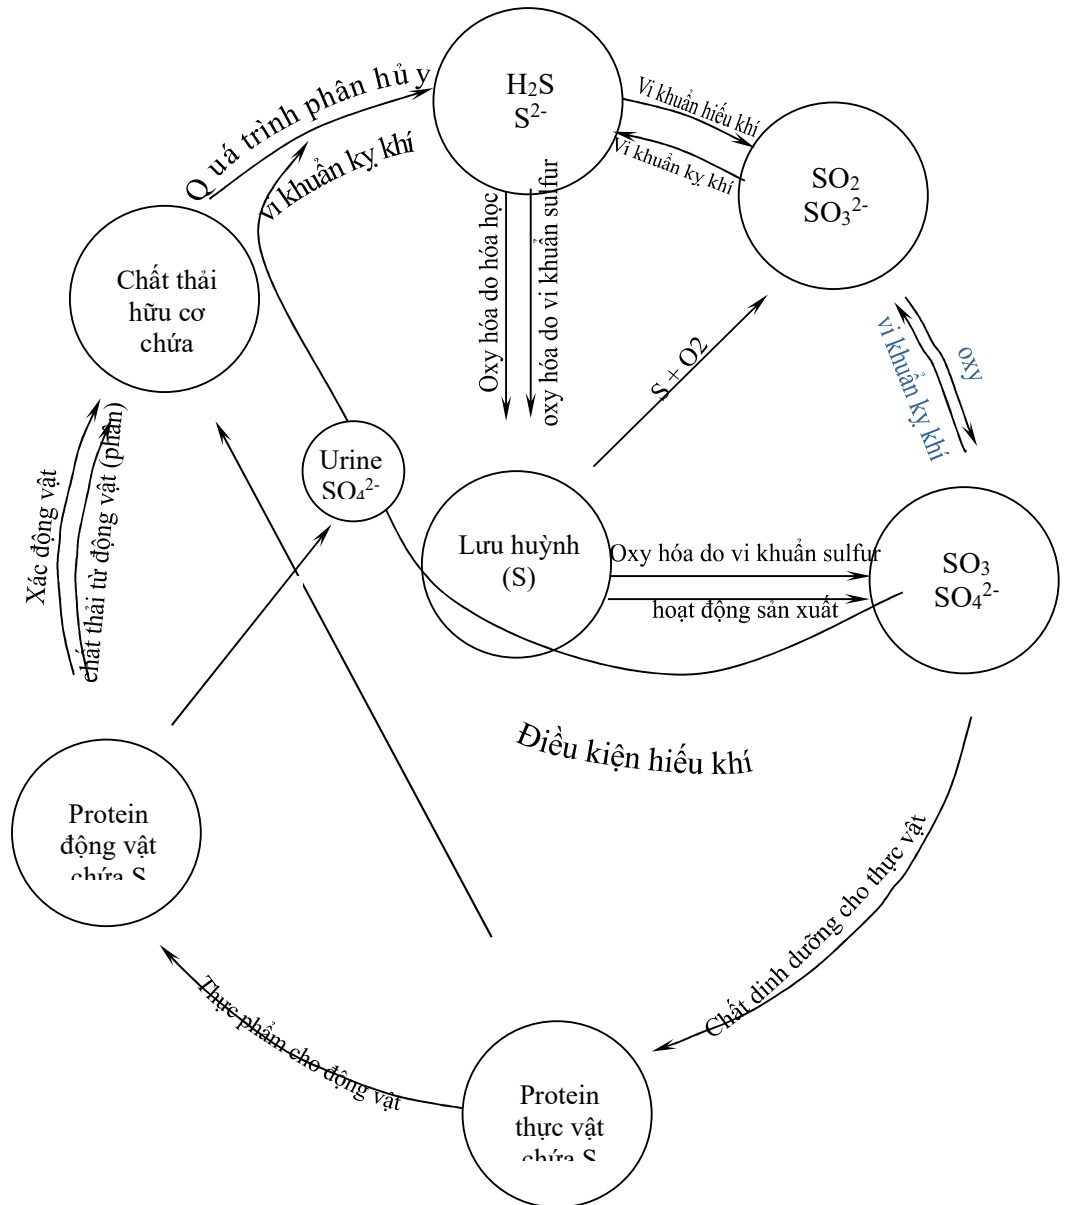 Quá trình phân hủy
vi khuẩn kỵ khí
H2S
S2-
Vi khuẩn hiếu khí
Vi khuẩn kỵ khí
SO2
SO32-
Chất thải
hữu cơ
chứa
Oxy hóa do hóa học
oxy hóa do vi khuẩn sulfur
S + O2
vi khuẩn kỵ khí
oxy
Xác động vật
chất thải từ động vật (phân)
Urine
SO42-
Lưu huỳnh
(S)
Oxy hóa do vi khuẩn sulfur
hoạt động sản xuất
SO3
SO42-
Điều kiện hiếu khí
Protein
động vật
chứa S
Chất dinh dưỡng cho thực vật
Thực phẩm cho động vật
Protein
thực vật
chứa S